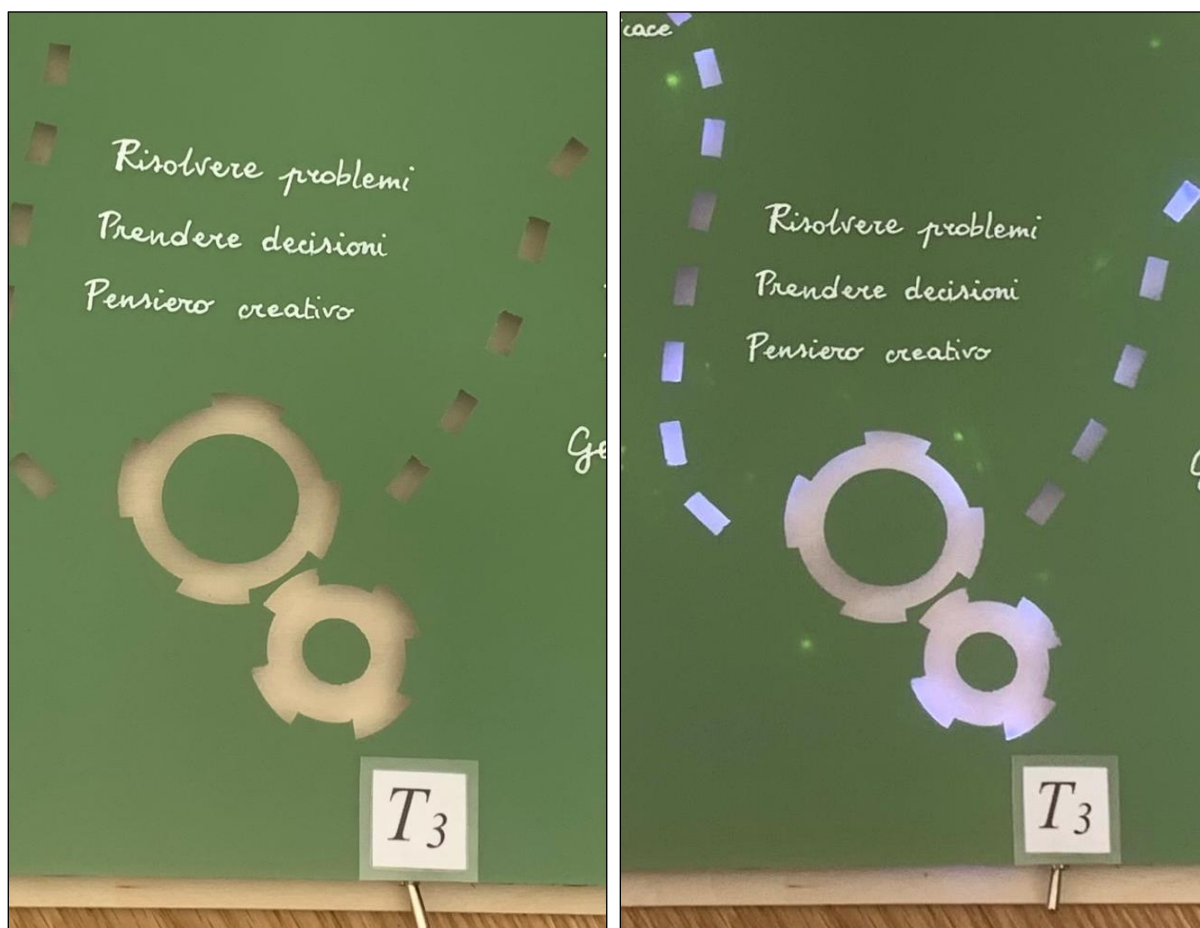 Risolvere problemi
Prendere decisioni
Pensiero creativo
T3
Risolvere problemi
Prendere decisioni
Pensiero creativo
T3